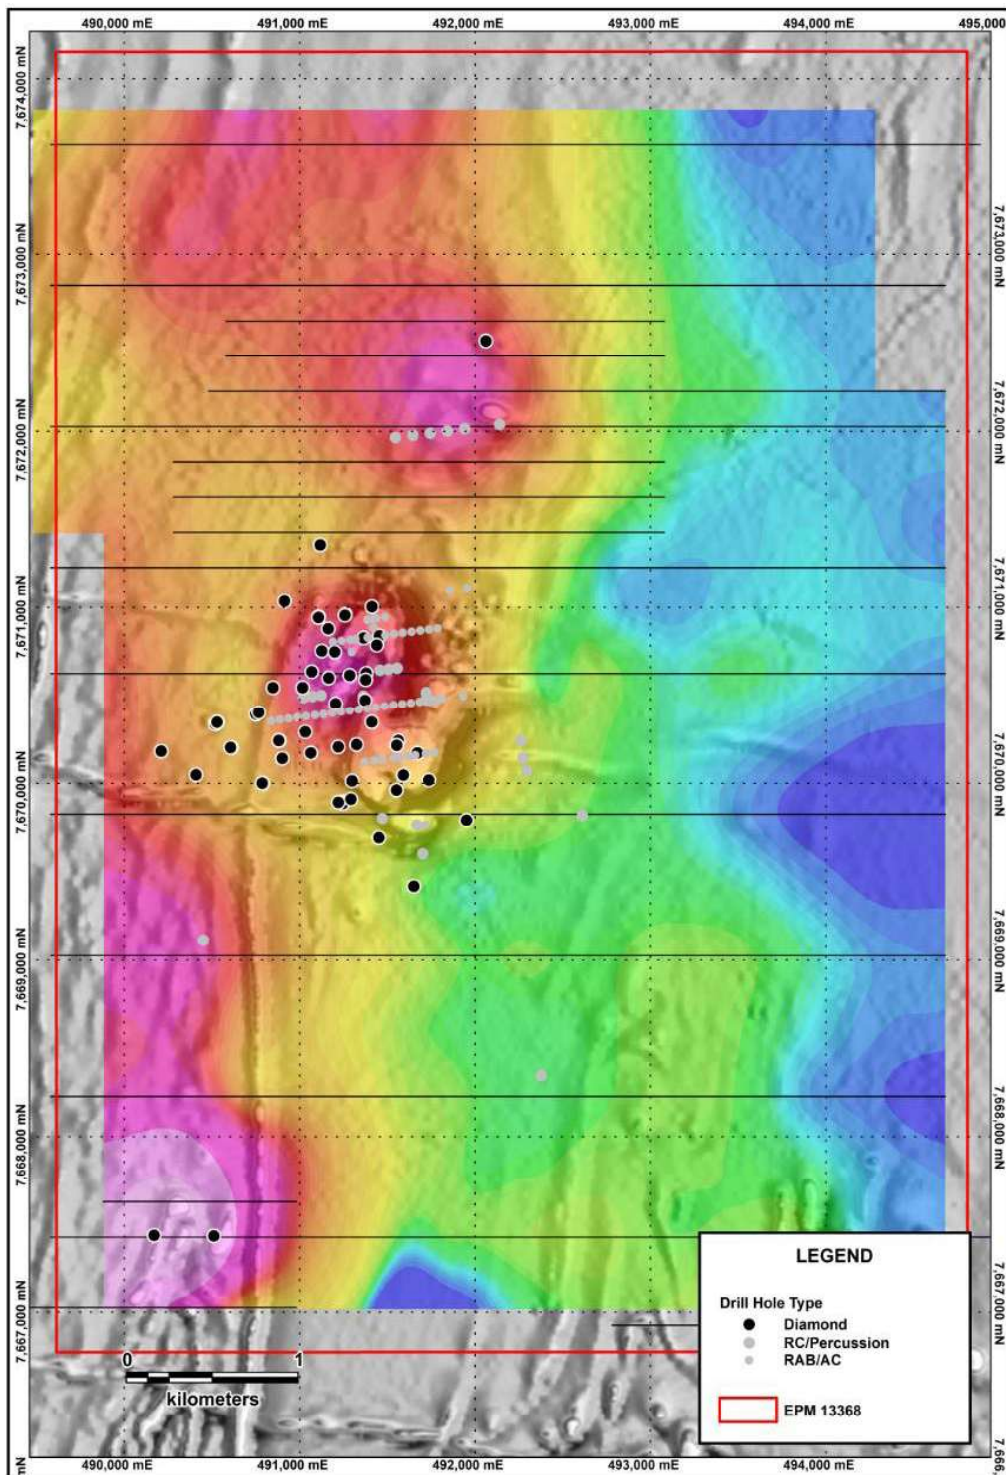 490,000 mE 491,000 mE 492,000 mE 493,000 mE 494,000 mE 495,000
7,674,000 mN
7,673,000 mN
7,672,000 mN
7,671,000 mN
7,670,000 mN
7,669,000 mN
7,668,000 mN
7,667,000 mN
mN
7,673,000 mN
7,672,000 mN
7,671,000 mN
7,670,000 mN
7,669,000 mN
7,668,000 mN
7,667,000 mN
7,666,
LEGEND
Drill Hole Type
Diamond
RC/Percussion
RAB/AC
EPM 13368
0 1
kilometers
490,000 mE 491,000 mE 492,000 mE 493,000 mE 494,000 mE